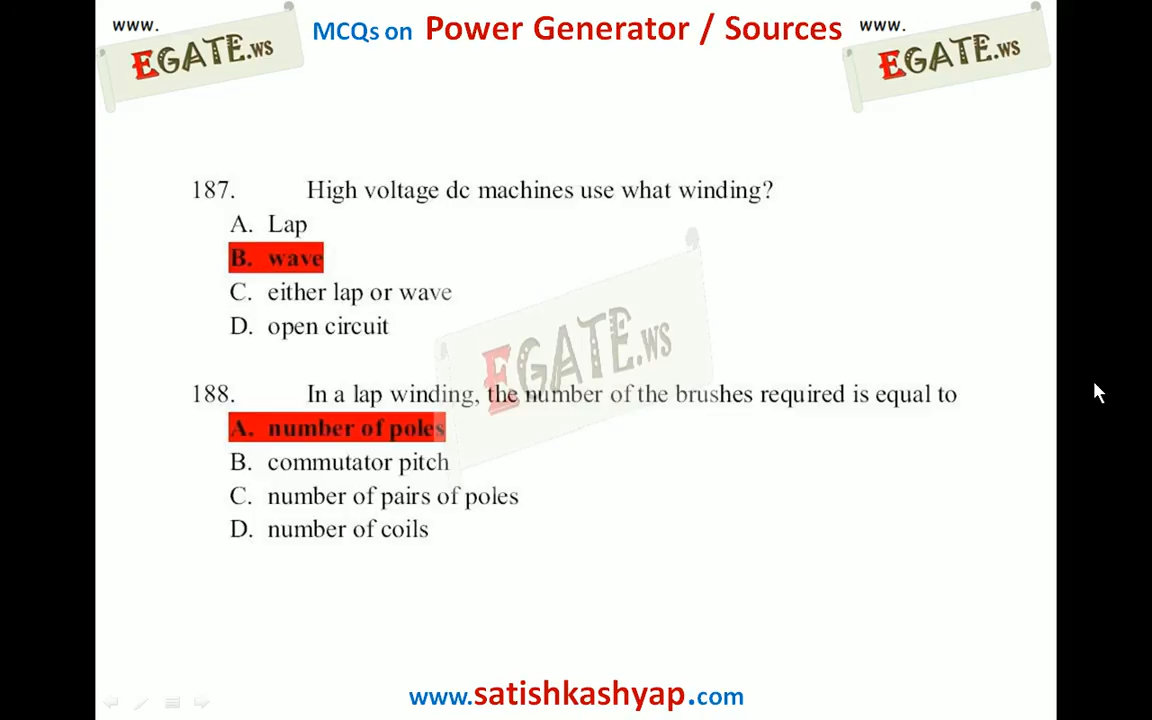 www. MCQs on Power Generator / Sources www.
EGATE.ws EGATE.ws
187. High voltage dc machines use what winding?
A. Lap
B. wave
C. either lap or wave
D. open circuit
EGATE.ws
188. In a lap winding, the number of the brushes required is equal to
A. number of poles
B. commutator pitch
C. number of pairs of poles
D. number of coils
www.satishkashyap.com